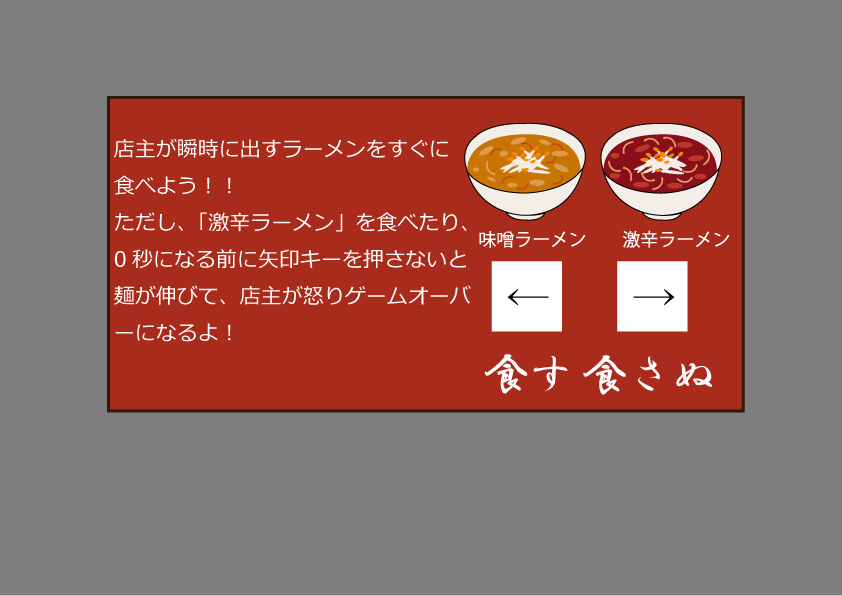 店主が瞬時に出すラーメンをすぐに
食べよう！！
ただし、「激辛ラーメン」を食べたり、
0 秒になる前に矢印キーを押さないと
麺が伸びて、店主が怒りゲームオーバ
ーになるよ！
味噌ラーメン 激辛ラーメン
← →
食す 食さぬ